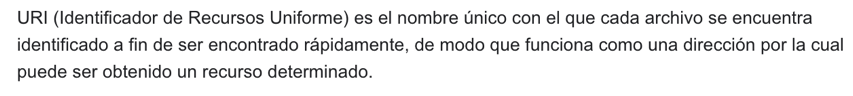 URI (Identificador de Recursos Uniforme) es el nombre único con el que cada archivo se encuentra
identificado a fin de ser encontrado rápidamente, de modo que funciona como una dirección por la cual
puede ser obtenido un recurso determinado.